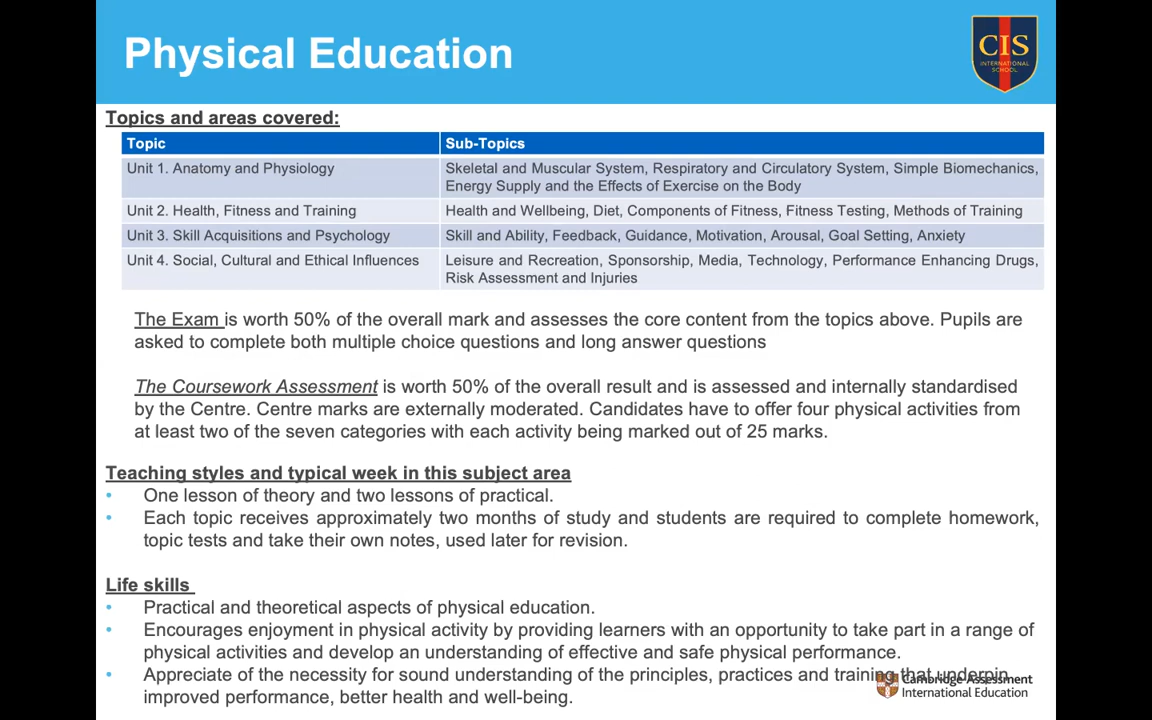 Physical Education
CIS
INTERNATIONAL
SCHOOL
Topics and areas covered:
Topic Sub-Topics
Unit 1. Anatomy and Physiology Skeletal and Muscular System, Respiratory and Circulatory System, Simple Biomechanics,
Energy Supply and the Effects of Exercise on the Body
Unit 2. Health, Fitness and Training Health and Wellbeing, Diet, Components of Fitness, Fitness Testing, Methods of Training
Unit 3. Skill Acquisitions and Psychology Skill and Ability, Feedback, Guidance, Motivation, Arousal, Goal Setting, Anxiety
Unit 4. Social, Cultural and Ethical Influences Leisure and Recreation, Sponsorship, Media, Technology, Performance Enhancing Drugs,
Risk Assessment and Injuries
The Exam is worth 50% of the overall mark and assesses the core content from the topics above. Pupils are
asked to complete both multiple choice questions and long answer questions
The Coursework Assessment is worth 50% of the overall result and is assessed and internally standardised
by the Centre. Centre marks are externally moderated. Candidates have to offer four physical activities from
at least two of the seven categories with each activity being marked out of 25 marks.
Teaching styles and typical week in this subject area
• One lesson of theory and two lessons of practical.
• Each topic receives approximately two months of study and students are required to complete homework,
topic tests and take their own notes, used later for revision.
Life skills
• Practical and theoretical aspects of physical education.
• Encourages enjoyment in physical activity by providing learners with an opportunity to take part in a range of
physical activities and develop an understanding of effective and safe physical performance.
• Appreciate of the necessity for sound understanding of the principles, practices and training that underpin
improved performance, better health and well-being.
Cambridge Assessment
International Education